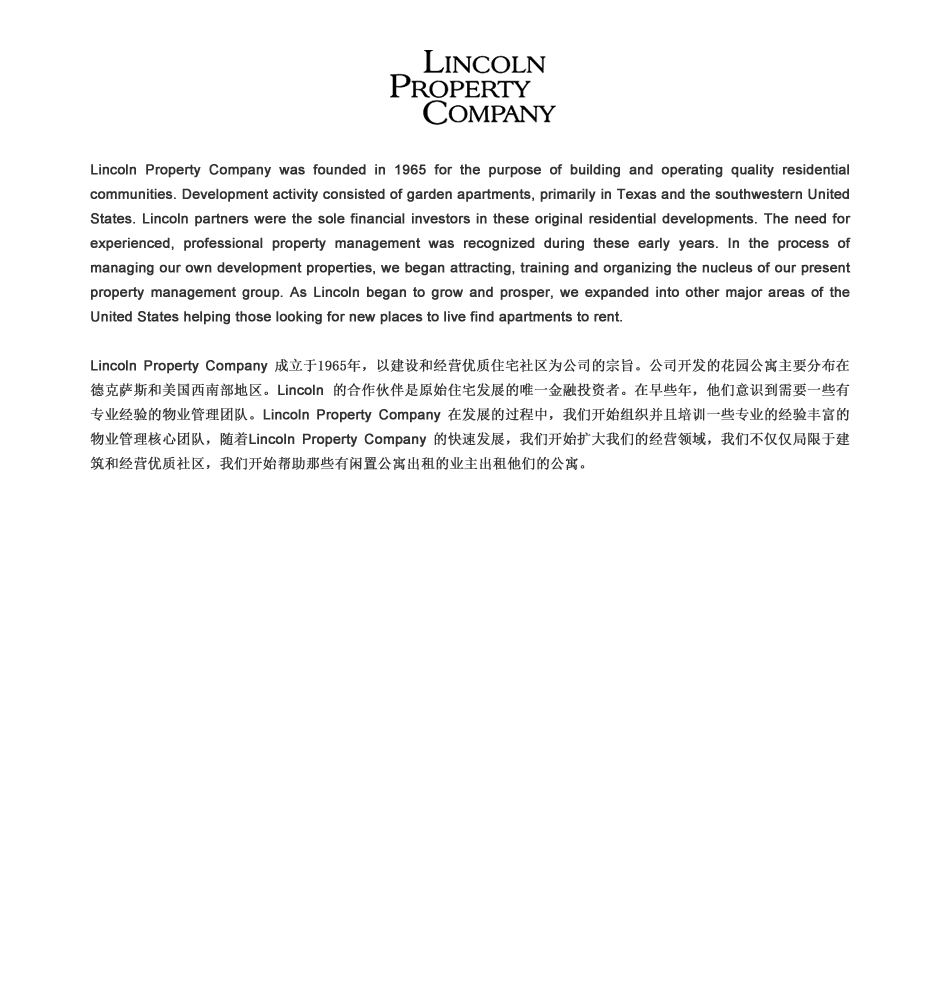 LINCOLN
PROPERTY
COMPANY
Lincoln Property Company was founded in 1965 for the purpose of building and operating quality residential
communities. Development activity consisted of garden apartments, primarily in Texas and the southwestern United
States. Lincoln partners were the sole financial investors in these original residential developments. The need for
experienced, professional property management was recognized during these early years. In the process of
managing our own development properties, we began attracting, training and organizing the nucleus of our present
property management group. As Lincoln began to grow and prosper, we expanded into other major areas of the
United States helping those looking for new places to live find apartments to rent.
Lincoln Property Company 成立于1965年，以建设和经营优质住宅社区为公司的宗旨。公司开发的花园公寓主要分布在
德克萨斯和美国西南部地区。Lincoln 的合作伙伴是原始住宅发展的唯一金融投资者。在早些年，他们意识到需要一些有
专业经验的物业管理团队。Lincoln Property Company 在发展的过程中，我们开始组织并且培训一些专业的经验丰富的
物业管理核心团队，随着Lincoln Property Company 的快速发展，我们开始扩大我们的经营领域，我们不仅仅局限于建
筑和经营优质社区，我们开始帮助那些有闲置公寓出租的业主出租他们的公寓。